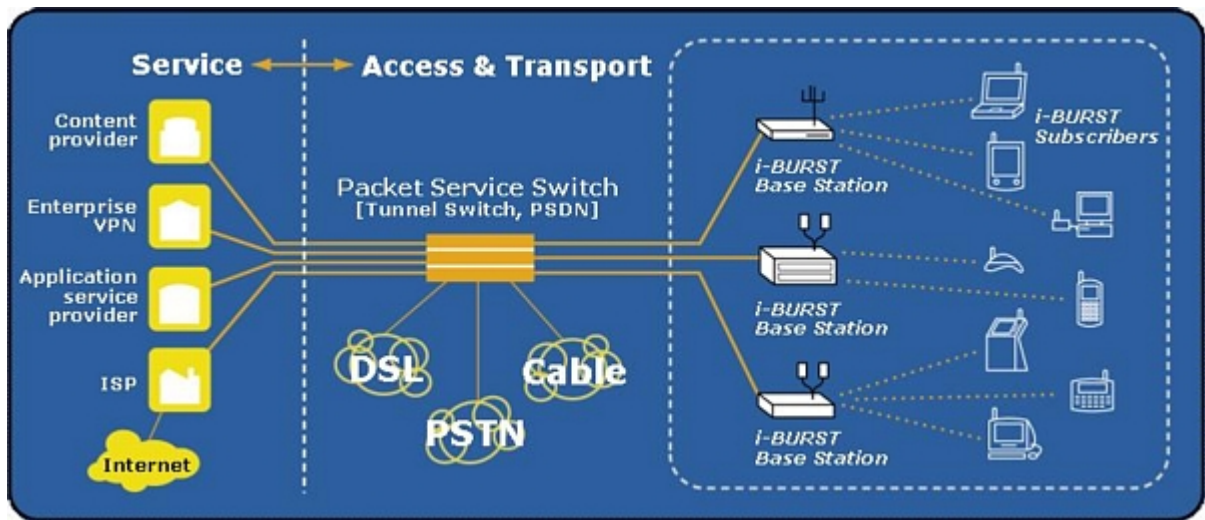 Service
Access & Transport
Content
provider
Enterprise
VPN
Application
service
provider
ISP
Internet
Packet Service Switch
[Tunnel Switch, PSDN]
DSL
PSTN
Cable
i-BURST
Base Station
i-BURST
Base Station
i-BURST
Base Station
i-BURST
Subscribers